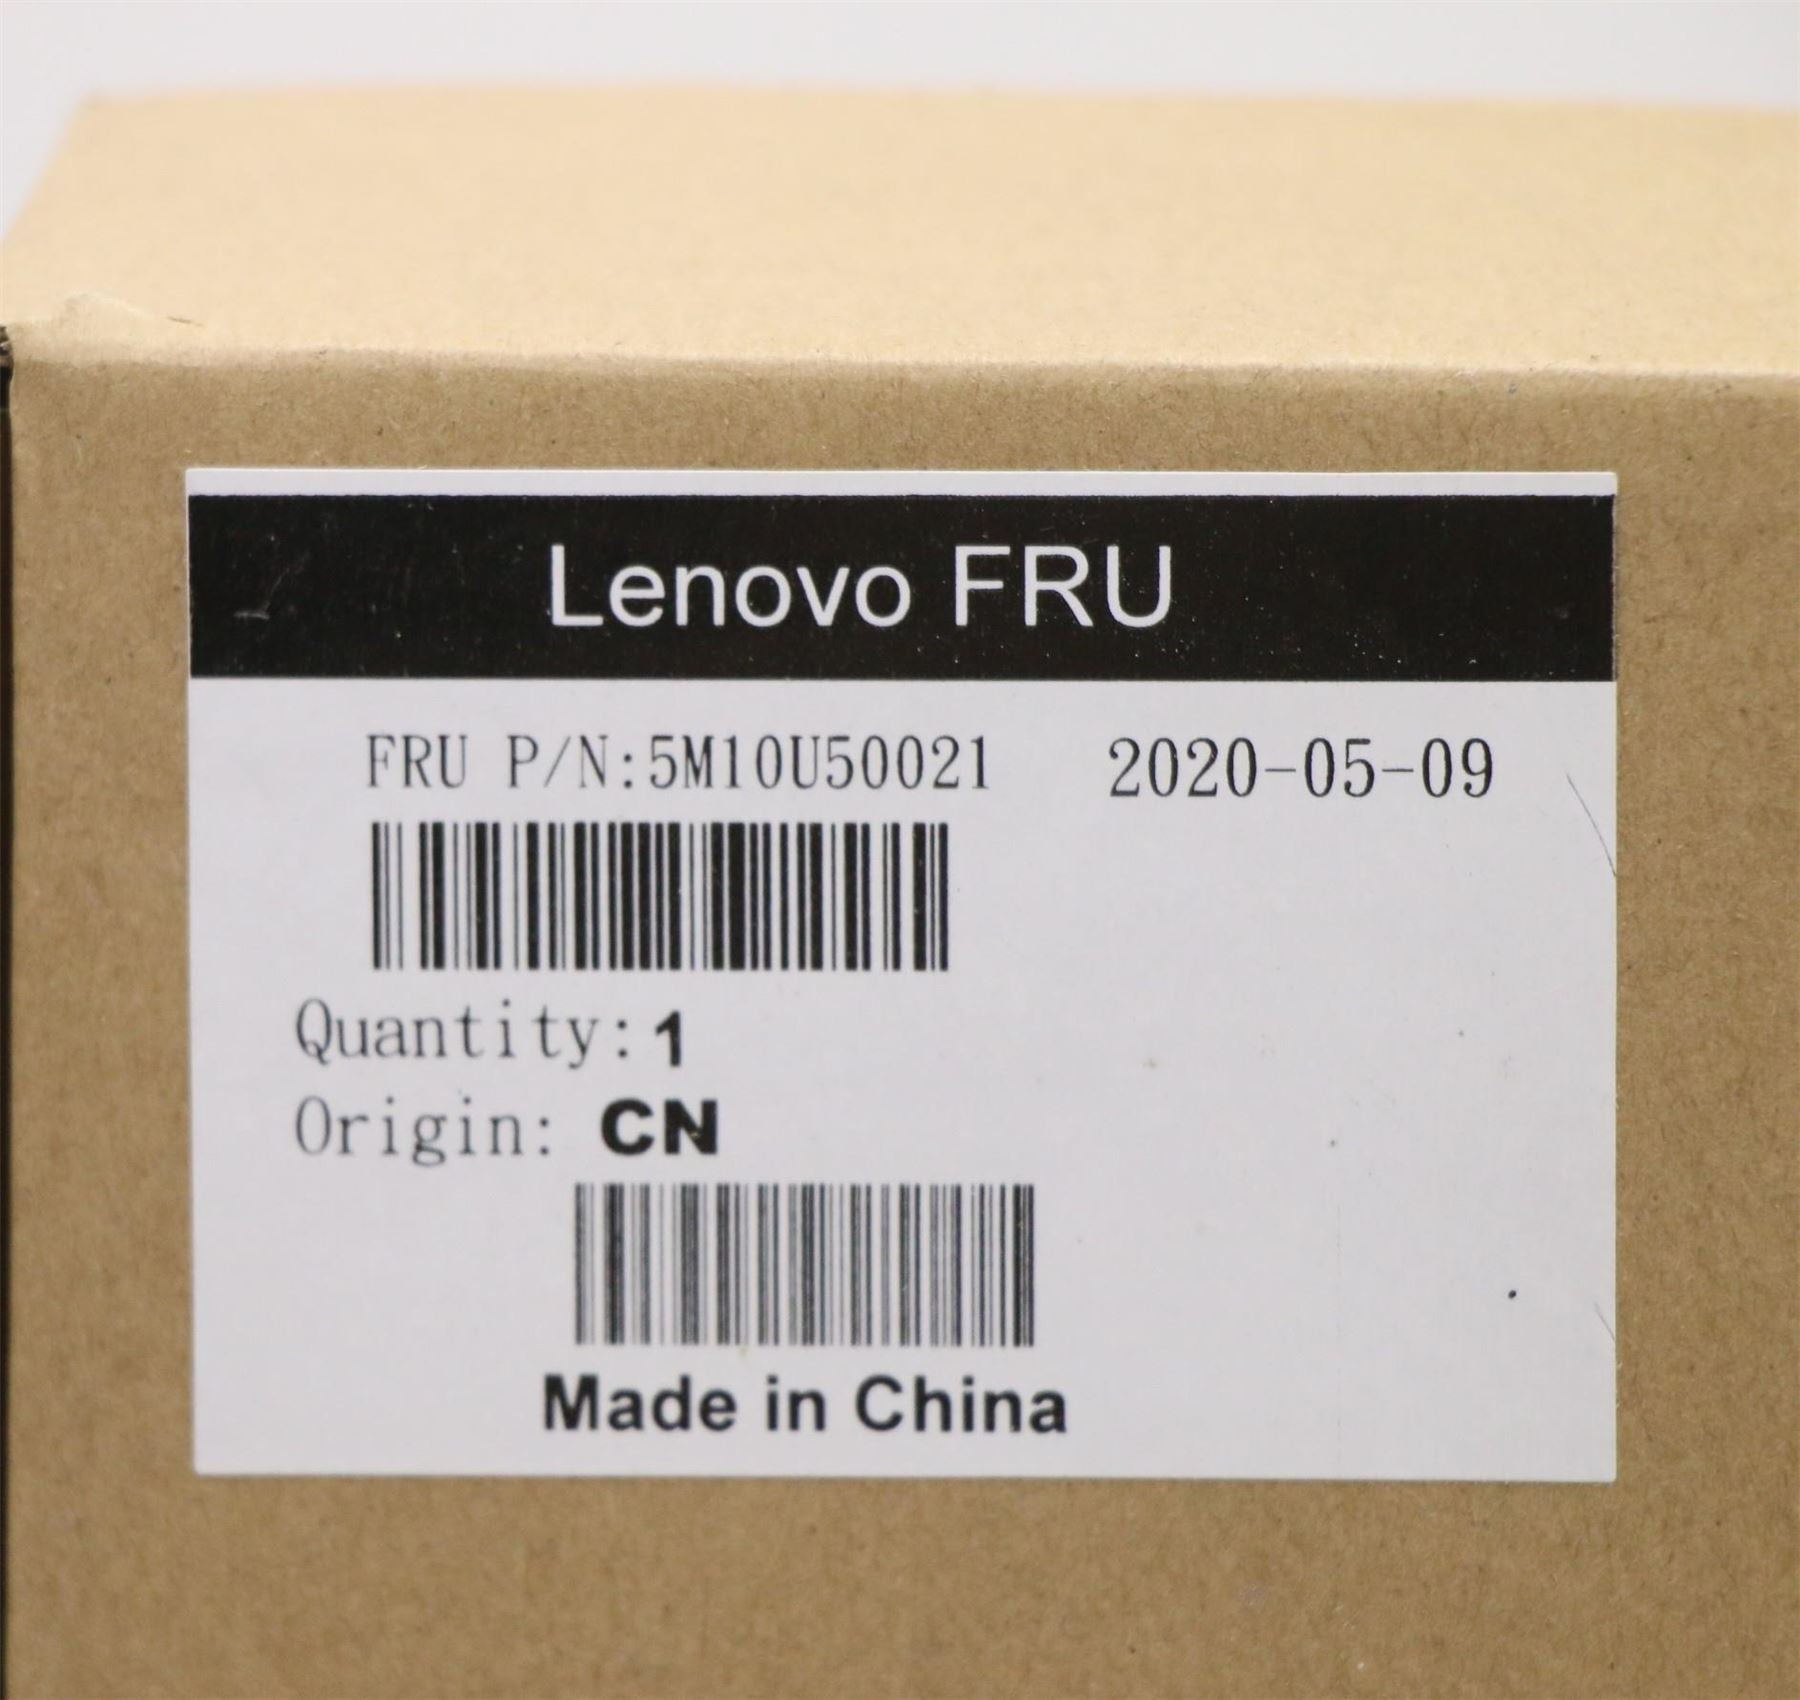 Lenovo FRU
FRU P/N:5M10U50021 2020-05-09
Quantity:1
Origin: CN
Made in China